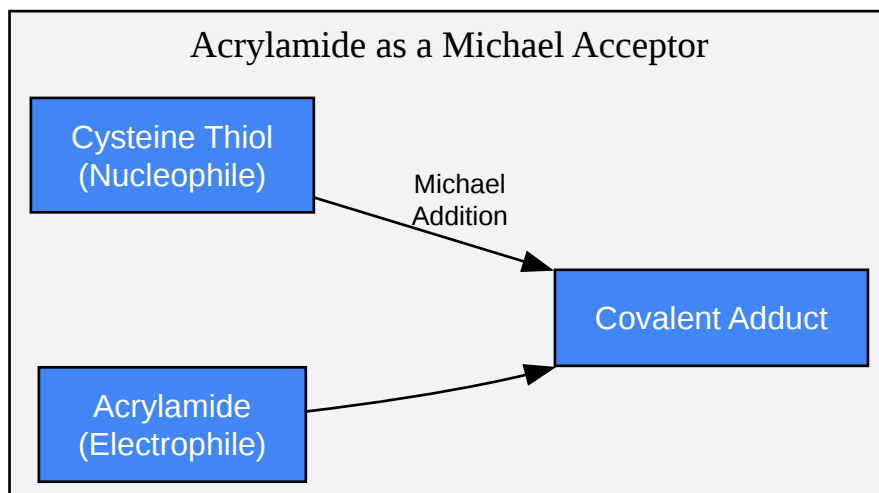 Acrylamide as a Michael Acceptor
Cysteine Thiol
(Nucleophile)
Michael
Addition
Covalent Adduct
Acrylamide
(Electrophile)